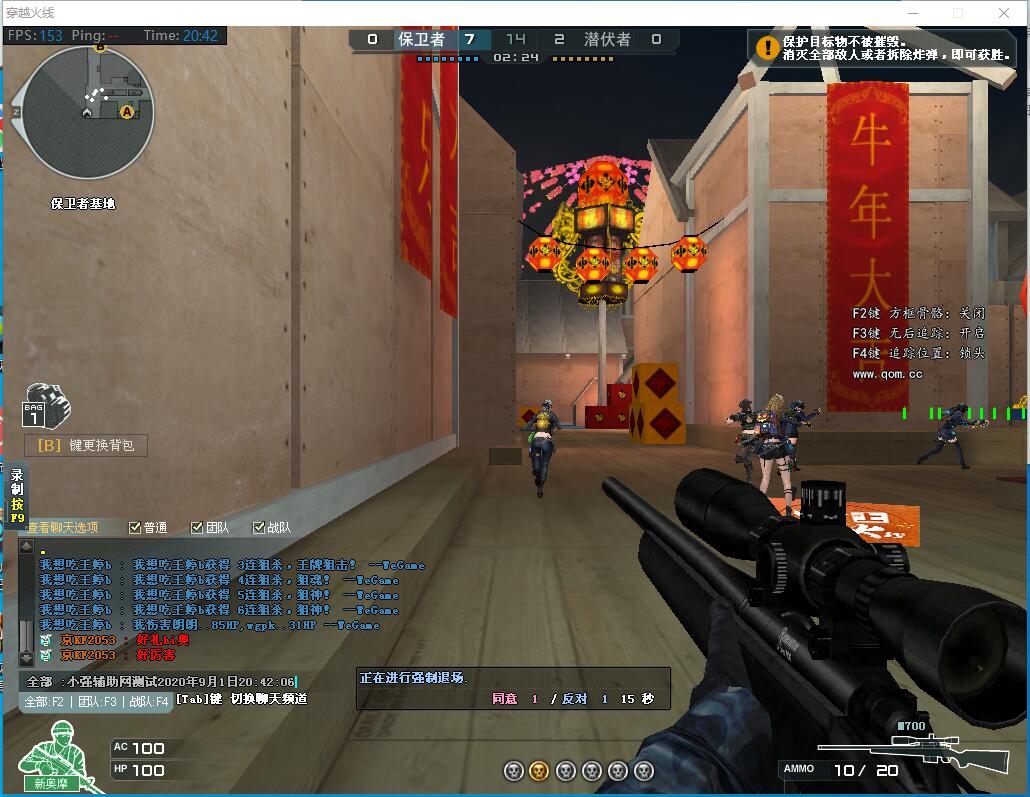 穿越火线
FPS:153 Ping:-- Time:20:42
0 保卫者 7 14 2 潜伏者 0
02:24
保护目标物不被摧毁。
消灭全部敌人或者拆除炸弹，即可获胜。
B
A
保卫者基地
牛年大
F2键 方框骨骼：关闭
F3键 无后追踪：开启
F4键 追踪位置：锁头
www.qom.cc
BAG
1
[B] 键更换背包
录制按F9
查看聊天选项 普通 团队 战队
我想吃王婷b : 我想吃王婷b获得 3连狙杀，王牌狙击! --WeGame
我想吃王婷b : 我想吃王婷b获得 4连狙杀，狙魂! --WeGame
我想吃王婷b : 我想吃王婷b获得 5连狙杀，狙神! --WeGame
我想吃王婷b : 我想吃王婷b获得 6连狙杀，狙神! --WeGame
我想吃王婷b : 我伤害朗朗..85HP,wgpk..31HP --WeGame
京KF2053 : 好厉害
全部 :小强辅助网测试2020年9月1日20:42:06
全部:F2 | 团队:F3 | 战队:F4 [Tab]键 切换聊天频道
正在进行强制退场.
同意 1 / 反对 1 15 秒
AC 100
HP 100
新奥摩
700
AMMO 10/ 20